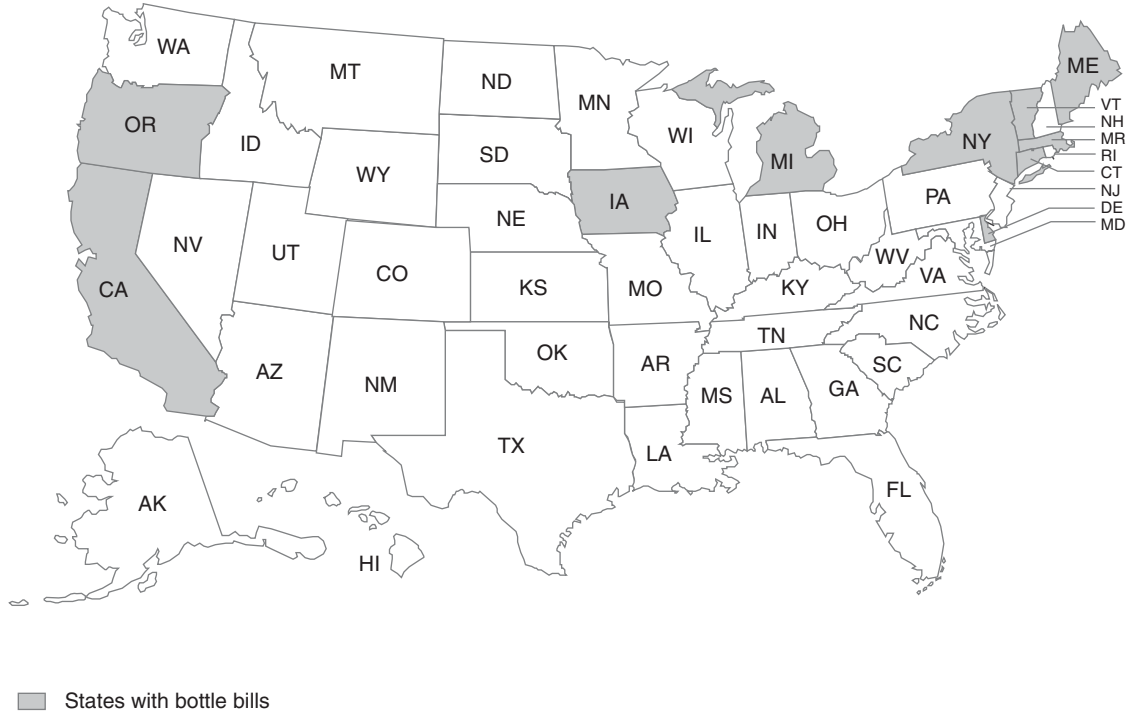 WA
MT
ND
MN
ME
OR
ID
SD
WI
MI
NY
VT
NH
MR
RI
CT
NJ
DE
MD
WY
IA
PA
NE
NV
UT
CO
KS
MO
IL
IN
OH
WV
VA
KY
CA
NC
TN
AZ
NM
OK
AR
SC
MS
AL
GA
TX
LA
FL
AK
HI
States with bottle bills